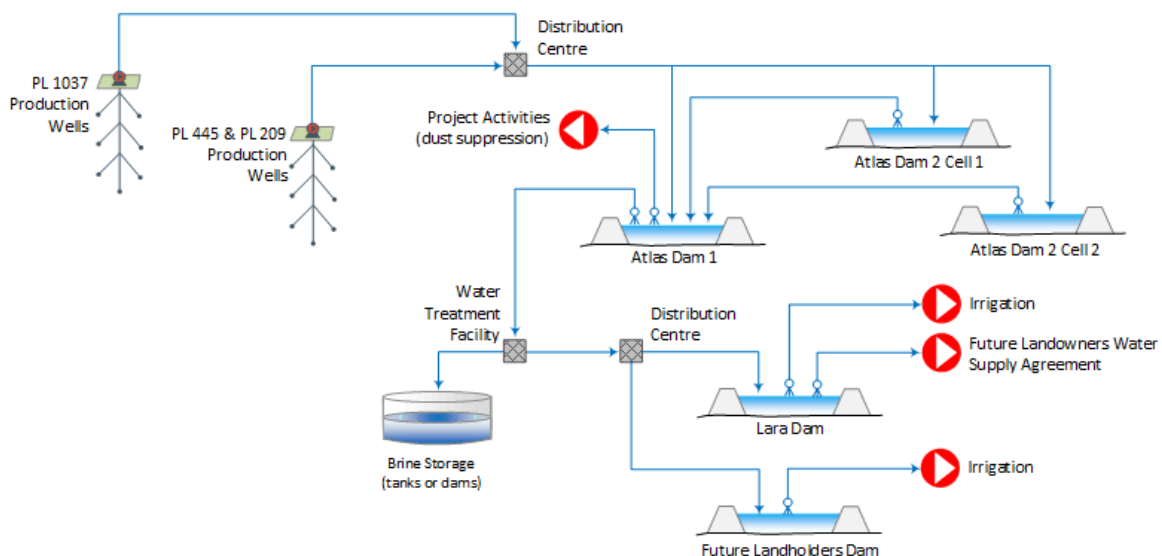 Distribution
Centre
PL 1037
Production
Wells
PL 445 & PL 209
Production
Wells
Project Activities
(dust suppression)
Atlas Dam 2 Cell 1
Atlas Dam 1
Atlas Dam 2 Cell 2
Water
Treatment
Facility
Distribution
Centre
Irrigation
Future Landowners Water
Supply Agreement
Lara Dam
Brine Storage
(tanks or dams)
Irrigation
Future Landholders Dam